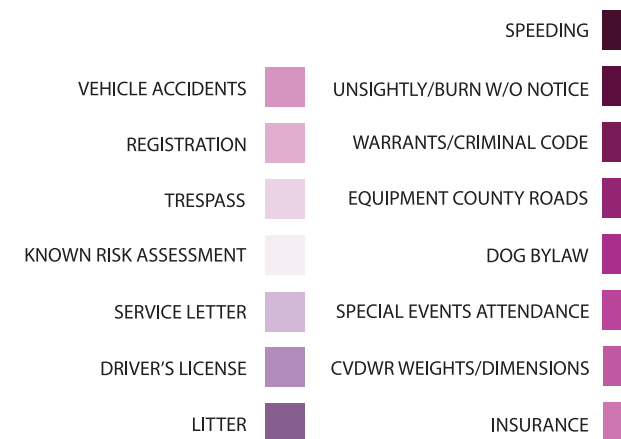 SPEEDING
VEHICLE ACCIDENTS
UNSIGHTLY/BURN W/O NOTICE
REGISTRATION
WARRANTS/CRIMINAL CODE
TRESPASS
EQUIPMENT COUNTY ROADS
KNOWN RISK ASSESSMENT
DOG BYLAW
SERVICE LETTER
SPECIAL EVENTS ATTENDANCE
DRIVER'S LICENSE
CVDWR WEIGHTS/DIMENSIONS
LITTER
INSURANCE